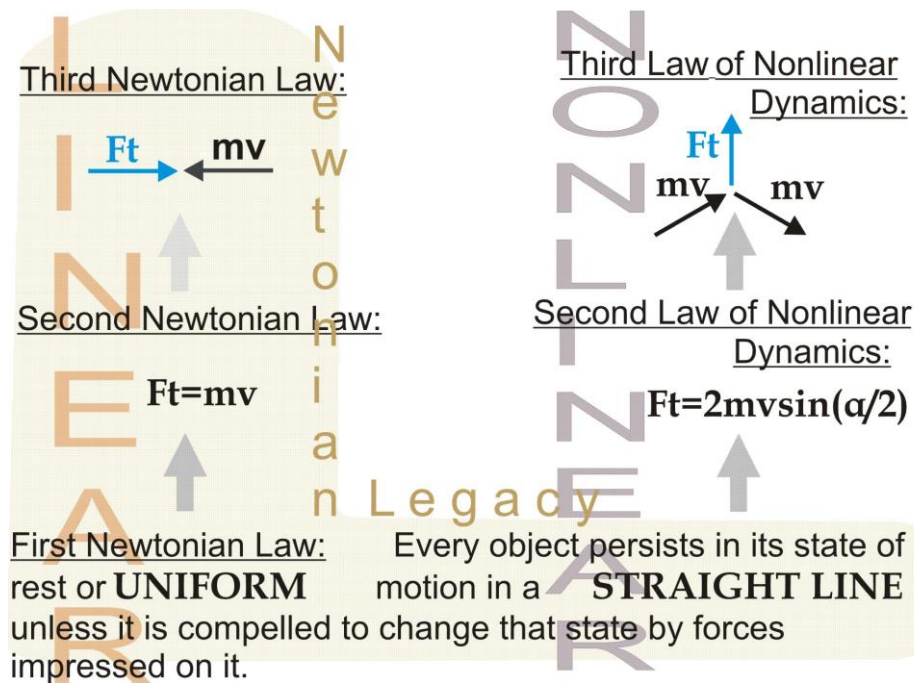 LINEAR
Newtonian Legacy
NONLINEAR
Third Newtonian Law:
Ft mv
Second Newtonian Law:
Ft=mv
Third Law of Nonlinear
Dynamics:
Ft
mv mv
Second Law of Nonlinear
Dynamics:
Ft=2mvsin(α/2)
First Newtonian Law: Every object persists in its state of
rest or UNIFORM motion in a STRAIGHT LINE
unless it is compelled to change that state by forces
impressed on it.